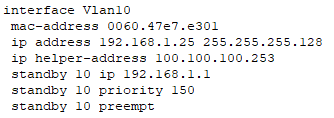 interface Vlan10
mac-address 0060.47e7.e301
ip address 192.168.1.25 255.255.255.128
ip helper-address 100.100.100.253
standby 10 ip 192.168.1.1
standby 10 priority 150
standby 10 preempt